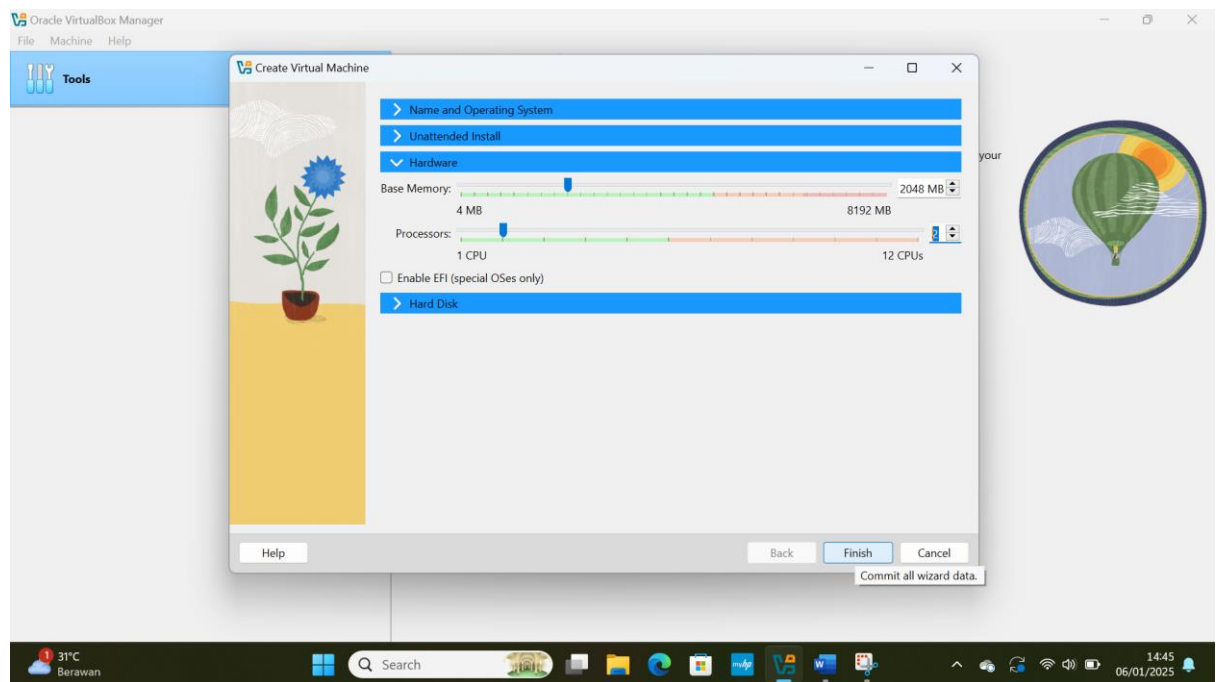 Oracle VirtualBox Manager
File Machine Help
Tools
Create Virtual Machine
Name and Operating System
Unattended Install
Hardware
your
Base Memory: 2048 MB
4 MB 8192 MB
Processors: 2
1 CPU 12 CPUs
Enable EFI (special OSes only)
Hard Disk
Help Back Finish Cancel
Commit all wizard data.
1
31°C
Berawan
Search
myhp
W
14:45
06/01/2025